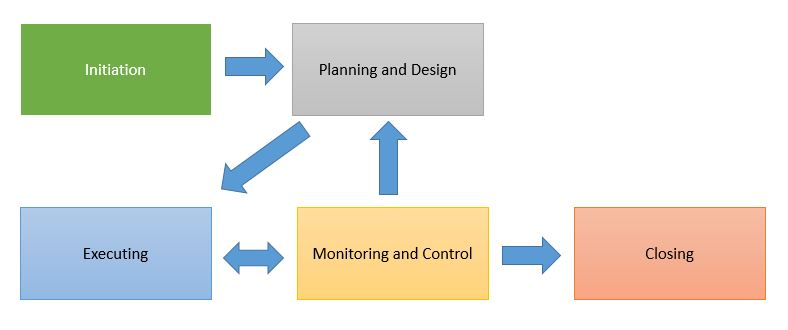 Initiation
Planning and Design
Executing
Monitoring and Control
Closing